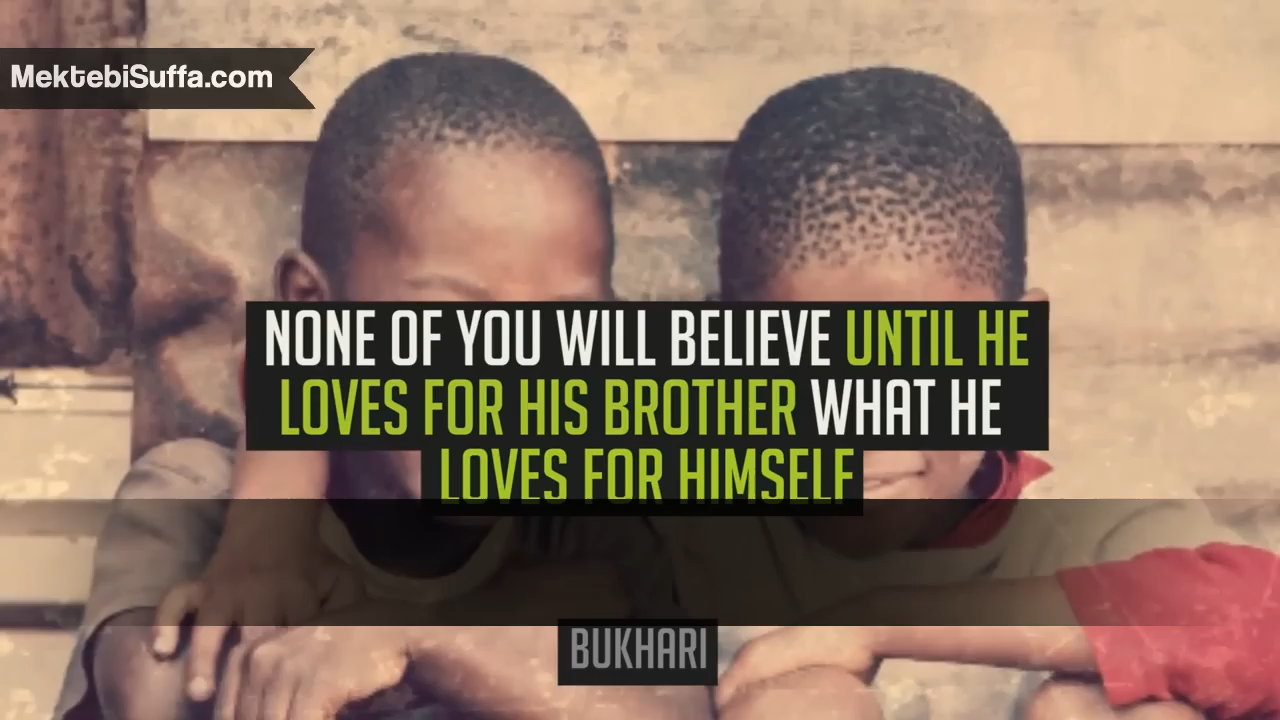 MektebiSuffa.com
NONE OF YOU WILL BELIEVE UNTIL HE
LOVES FOR HIS BROTHER WHAT HE
LOVES FOR HIMSELF
BUKHARI